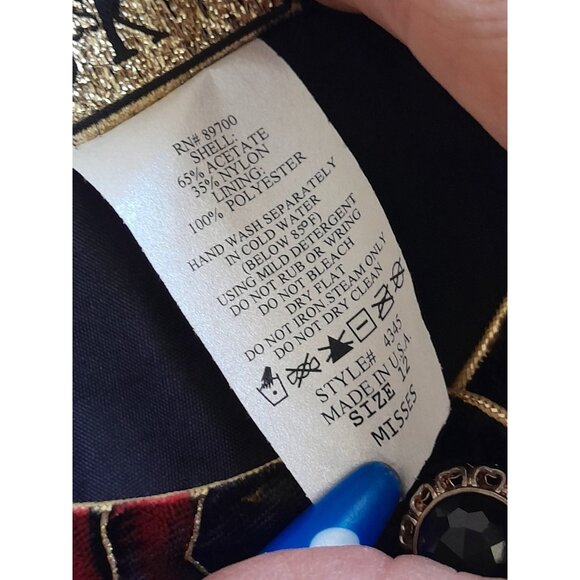 RN# 89700
SHELL:
65% ACETATE
35% NYLON
LINING:
100% POLYESTER
HAND WASH SEPARATELY
IN COLD WATER
(BELOW 85°F)
USING MILD DETERGENT
DO NOT RUB OR WRING
DO NOT BLEACH
DRY FLAT
DO NOT IRON STEAM ONLY
DO NOT DRY CLEAN
STYLE# 4345
MADE IN U.S.A.
SIZE 12
MISSES